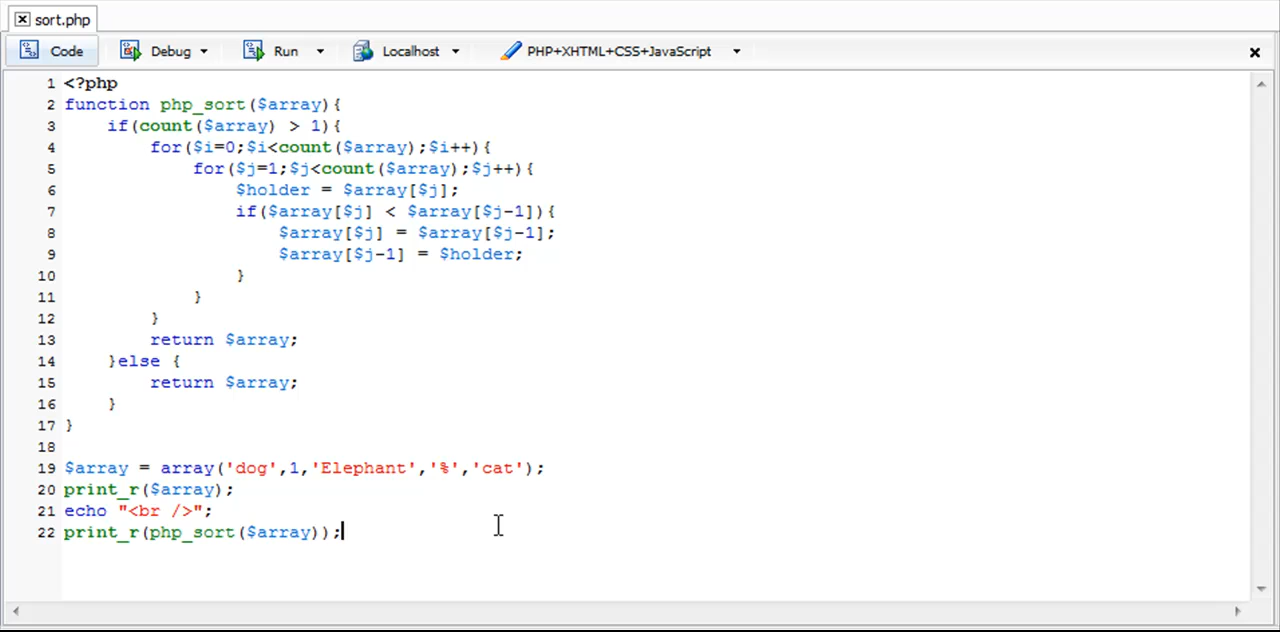 sort.php
Code Debug Run Localhost PHP+XHTML+CSS+JavaScript
1 <?php
2 function php_sort($array){
3     if(count($array) > 1){
4         for($i=0;$i<count($array);$i++){
5             for($j=1;$j<count($array);$j++){
6                 $holder = $array[$j];
7                 if($array[$j] < $array[$j-1]){
8                     $array[$j] = $array[$j-1];
9                     $array[$j-1] = $holder;
10                 }
11             }
12         }
13         return $array;
14     }else {
15         return $array;
16     }
17 }
18
19 $array = array('dog',1,'Elephant','%','cat');
20 print_r($array);
21 echo "<br />";
22 print_r(php_sort($array));